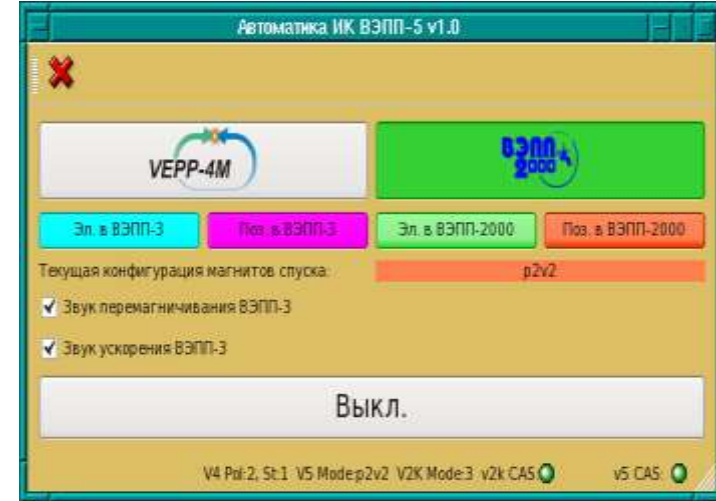 Автоматика ИК ВЭПП-5 v1.0
VEPP-4M
ВЭПП 2000
Эл. в ВЭПП-3 Поз. в ВЭПП-3 Эл. в ВЭПП-2000 Поз. в ВЭПП-2000
Текущая конфигурация магнитов спуска: p2v2
Звук перемагничивания ВЭПП-3
Звук ускорения ВЭПП-3
Выкл.
V4 Pol:2, St:1 V5 Mode:p2v2 V2K Mode:3 v2k CAS v5 CAS: